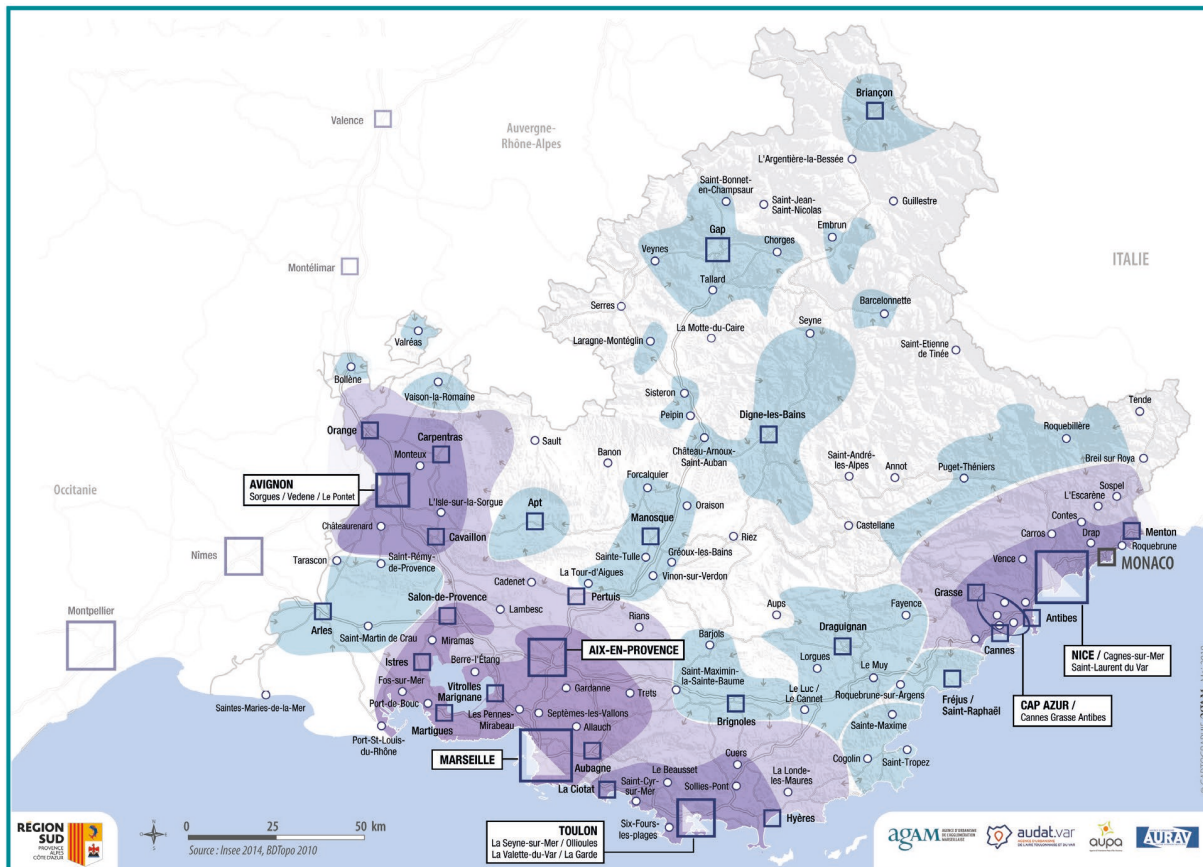 Briançon
Valence
Auvergne-
Rhône-Alpes
L'Argentière-la-Bessée
Saint-Bonnet-
en-Champsaur
Saint-Jean-
Saint-Nicolas
Guillestre
Embrun
Gap
Veynes
Chorges
ITALIE
Montélimar
Tallard
Serres
Barcelonnette
Seyne
La Motte-du-Caire
Valréas
Laragne-Montéglin
Saint-Etienne
de Tinée
Bollène
Vaison-la-Romaine
Sisteron
Tende
Peipin
Digne-les-Bains
Roquebillère
Orange
Carpentras
Sault
Château-Arnoux-
Saint-Auban
Monteux
Banon
Saint-André
les-Alpes
Annot
Puget-Théniers
Breil sur Roya
AVIGNON
Sorgues / Vedene / Le Pontet
Forcalquier
Sospel
Occitanie
L'Isle-sur-la-Sorgue
Apt
Oraison
L'Escarène
Contes
Châteaurenard
Manosque
Castellane
Carros
Drap
Menton
Cavaillon
Riez
Roquebrune
Nîmes
Tarascon
Saint-Rémy-
de-Provence
Sainte-Tulle
Gréoux-les-Bains
Vence
MONACO
La Tour-d'Aigues
Vinon-sur-Verdon
Cadenet
Grasse
Salon-de-Provence
Pertuis
Montpellier
Lambesc
Aups
Fayence
Arles
Rians
Antibes
Saint-Martin de Crau
Miramas
Barjols
Draguignan
Cannes
AIX-EN-PROVENCE
NICE / Cagnes-sur-Mer
Saint-Laurent du Var
Istres
Berre-l'Étang
Lorgues
Saint-Maximin-
la-Sainte-Baume
Le Muy
Fos-sur-Mer
Vitrolles
Marignane
Gardanne
Trets
Le Luc /
Le Cannet
Roquebrune-sur-Argens
Fréjus /
Saint-Raphaël
Saintes-Maries-de-la-Mer
Port-de-Bouc
Les Pennes-
Mirabeau
Septèmes-les-Vallons
Brignoles
CAP AZUR /
Cannes Grasse Antibes
Martigues
Allauch
Sainte-Maxime
Port-St-Louis-
du-Rhône
MARSEILLE
Aubagne
Cuers
Cogolin
Saint-Tropez
Le Beausset
La Londe-
les-Maures
La Ciotat
Saint-Cyr-
sur-Mer
Sollies-Pont
Six-Fours-
les-plages
Hyères
TOULON
La Seyne-sur-Mer / Ollioules
La Valette-du-Var / La Garde
RÉGION
SUD
PROVENCE
ALPES
CÔTE D'AZUR
0 25 50 km
Source : Insee 2014, BDTopo 2010
agAM
AGENCE D'URBANISME
DE L'AGGLOMÉRATION
MARSEILLAISE
audat.var
aupa
AURAV